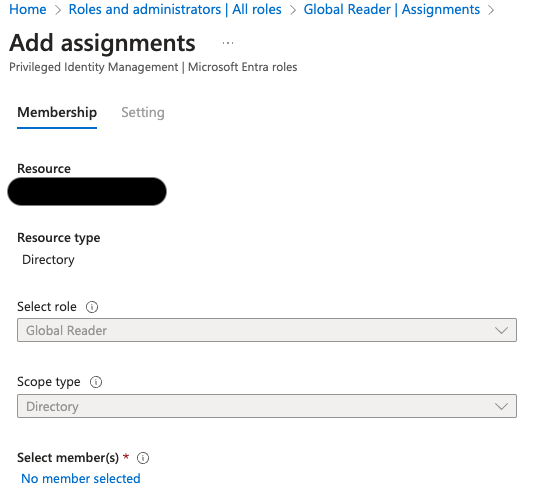 Home > Roles and administrators | All roles > Global Reader | Assignments >
Add assignments ...
Privileged Identity Management | Microsoft Entra roles
Membership Setting
Resource
Resource type
Directory
Select role
Global Reader
Scope type
Directory
Select member(s) *
No member selected